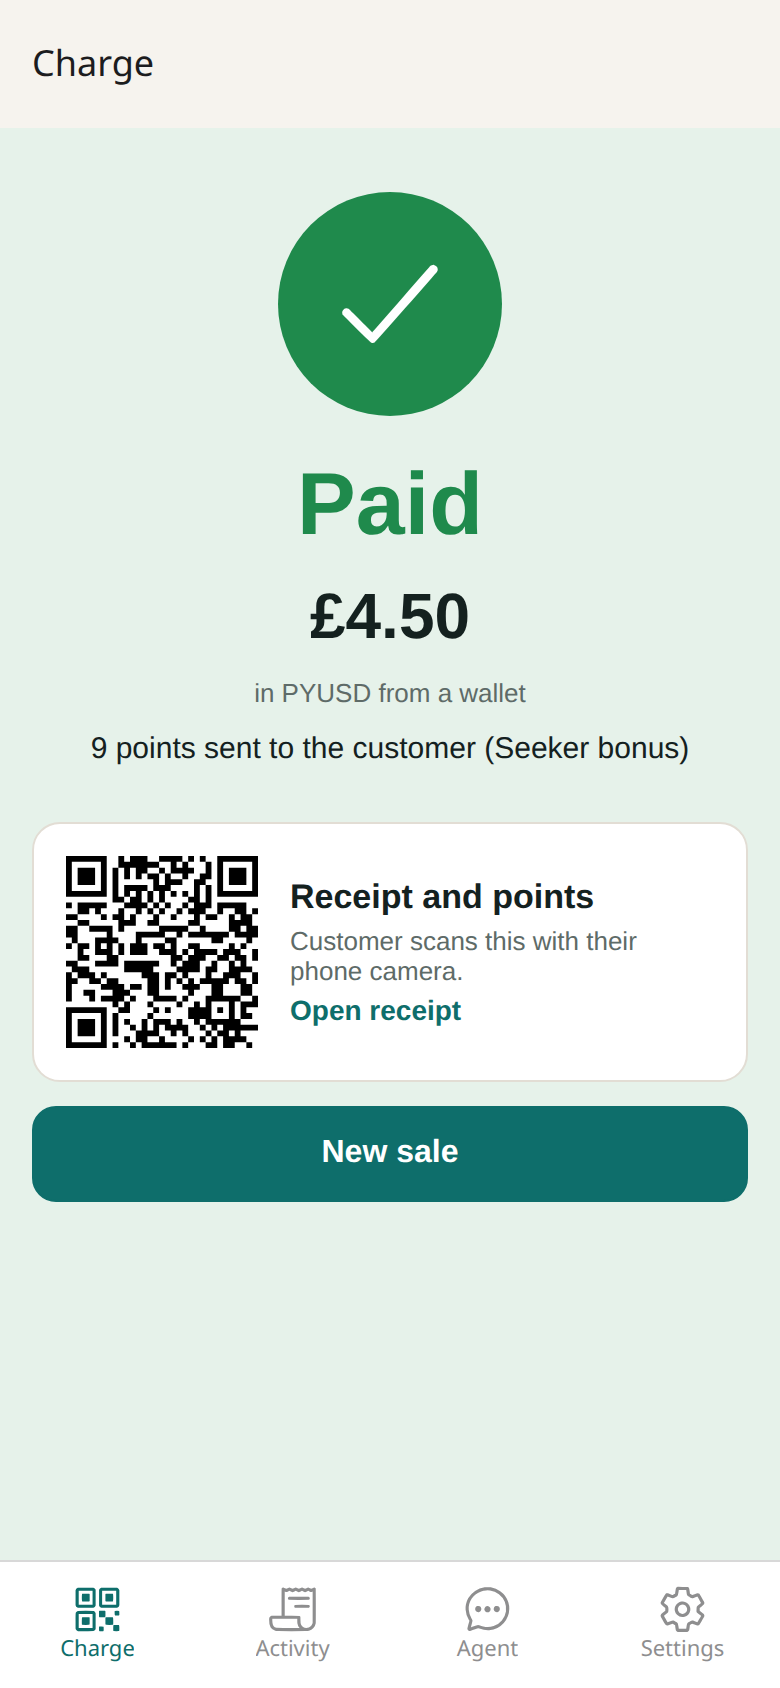 Charge
Paid
£4.50
in PYUSD from a wallet
9 points sent to the customer (Seeker bonus)
Receipt and points
Customer scans this with their
phone camera.
Open receipt
New sale
Charge
Activity
Agent
Settings